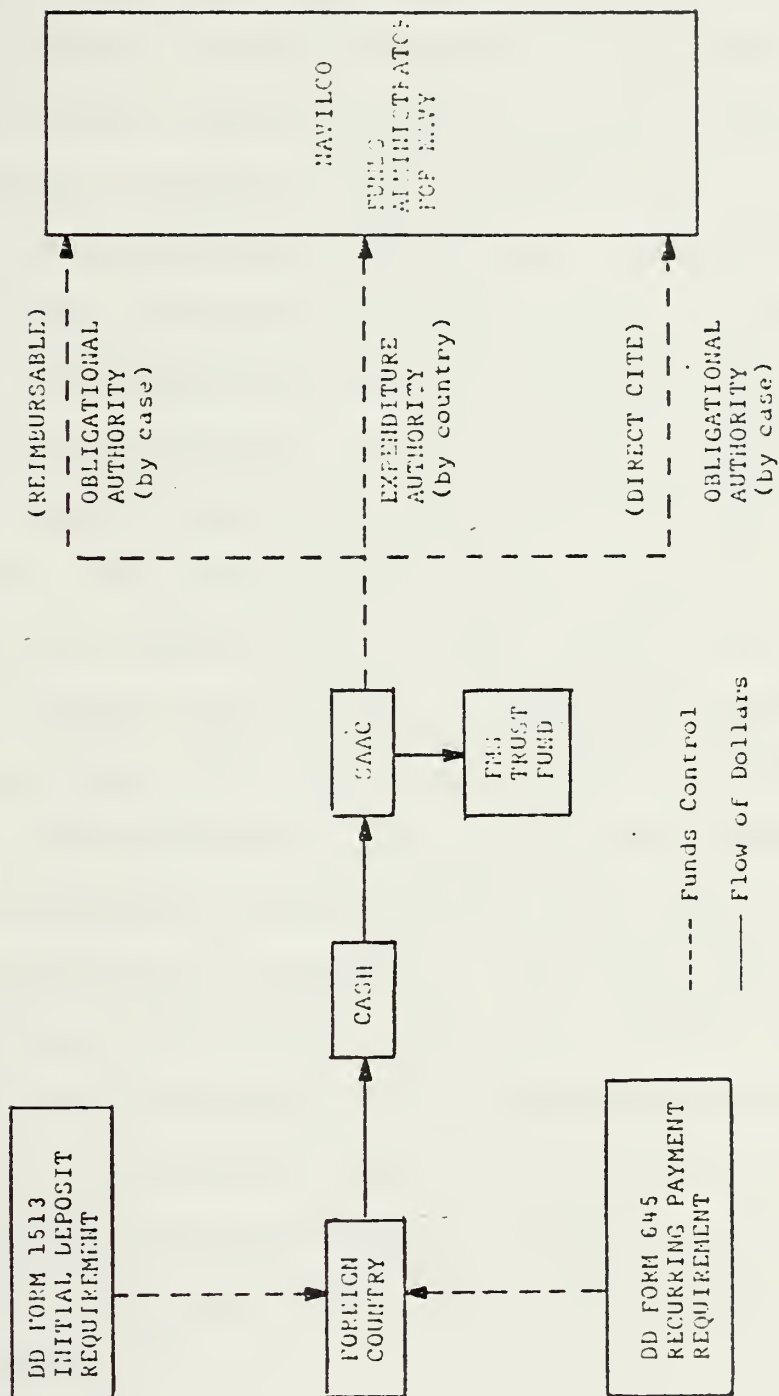 DD FORM 1513
INITIAL DEPOSIT
REQUIREMENT
FOREIGN
COUNTRY
DD FORM 645
RECURRING PAYMENT
REQUIREMENT
CASH
SAAC
FMS
TRUST
FUND
(REIMBURSABLE)
OBLIGATIONAL
AUTHORITY
(by case)
EXPENDITURE
AUTHORITY
(by country)
(DIRECT CITE)
OBLIGATIONAL
AUTHORITY
(by case)
NAVILCO
FUNDS
ADMINISTRATOR
FOR NAVY
Funds Control
Flow of Dollars